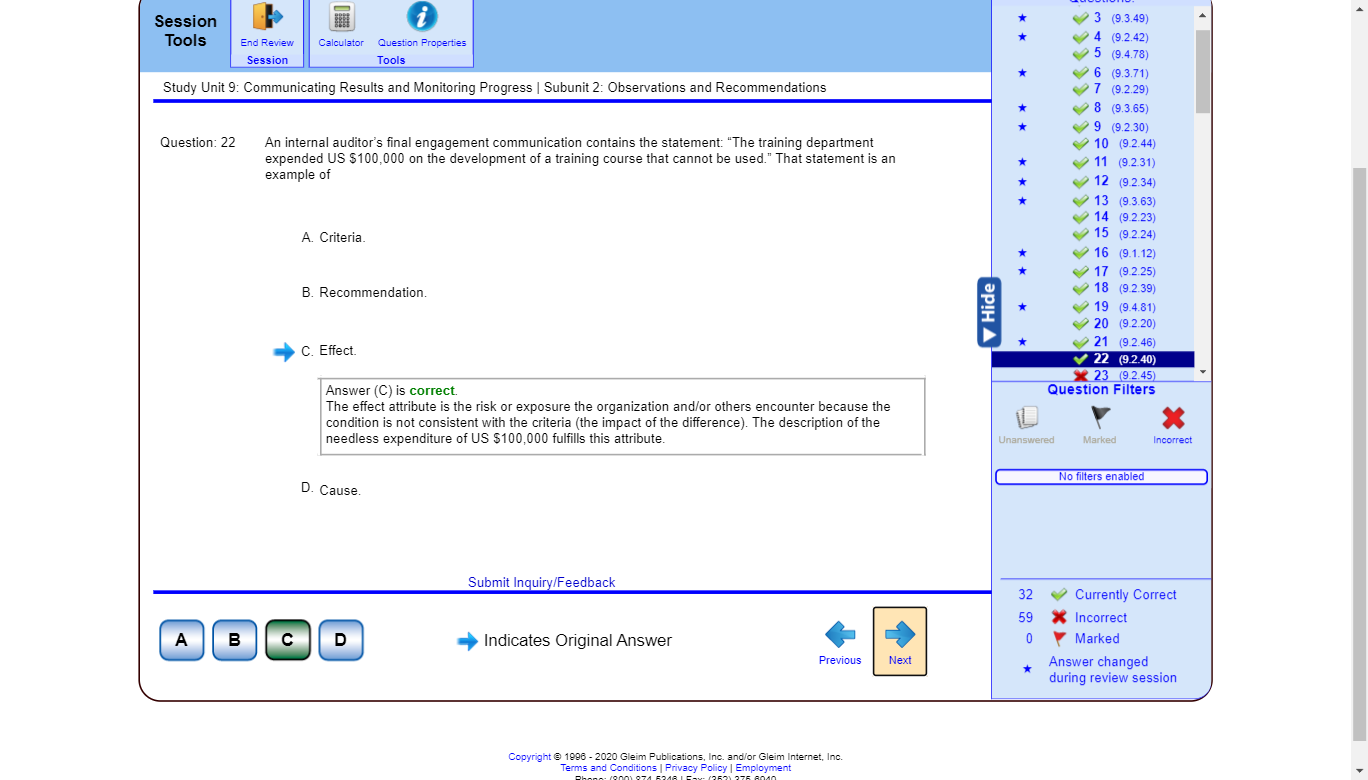 Session
Tools
End Review
Session
Calculator
Question Properties
Tools
Study Unit 9: Communicating Results and Monitoring Progress | Subunit 2: Observations and Recommendations
Question: 22
An internal auditor's final engagement communication contains the statement: “The training department
expended US $100,000 on the development of a training course that cannot be used.” That statement is an
example of
A. Criteria.
B. Recommendation.
C. Effect.
Answer (C) is correct.
The effect attribute is the risk or exposure the organization and/or others encounter because the
condition is not consistent with the criteria (the impact of the difference). The description of the
needless expenditure of US $100,000 fulfills this attribute.
D. Cause.
Submit Inquiry/Feedback
A
B
C
D
Indicates Original Answer
Previous
Next
Hide
Questions:
★ 3 (9.3.49)
★ 4 (9.2.42)
5 (9.4.78)
★ 6 (9.3.71)
7 (9.2.29)
★ 8 (9.3.65)
★ 9 (9.2.30)
10 (9.2.44)
★ 11 (9.2.31)
★ 12 (9.2.34)
★ 13 (9.3.63)
14 (9.2.23)
15 (9.2.24)
★ 16 (9.1.12)
★ 17 (9.2.25)
18 (9.2.39)
★ 19 (9.4.81)
20 (9.2.20)
★ 21 (9.2.46)
22 (9.2.40)
23 (9.2.45)
Question Filters
Unanswered
Marked
Incorrect
No filters enabled
32 Currently Correct
59 Incorrect
0 Marked
★ Answer changed
during review session
Copyright © 1996 - 2020 Gleim Publications, Inc. and/or Gleim Internet, Inc.
Terms and Conditions | Privacy Policy | Employment
Phone: (800) 874-5346 | Fax: (352) 375-6940